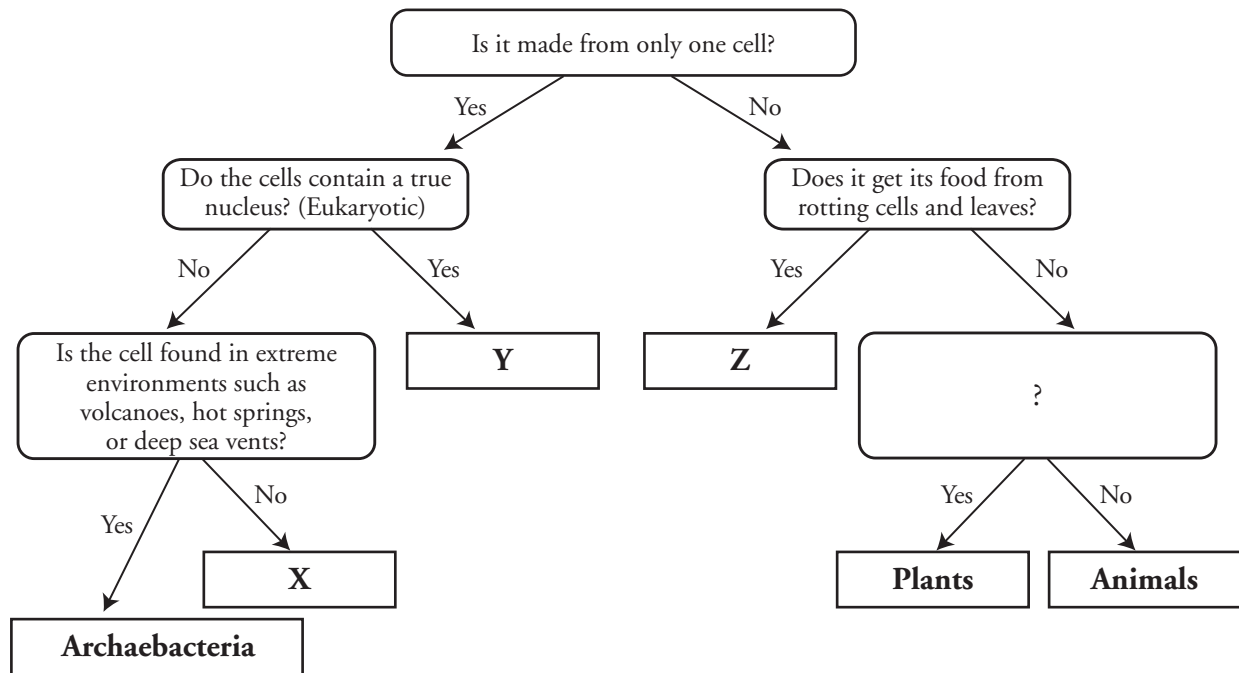 Is it made from only one cell?
Yes
No
Do the cells contain a true
nucleus? (Eukaryotic)
Does it get its food from
rotting cells and leaves?
No
Yes
Yes
No
Is the cell found in extreme
environments such as
volcanoes, hot springs,
or deep sea vents?
Y
Z
?
Yes
No
Yes
No
X
Plants
Animals
Archaebacteria